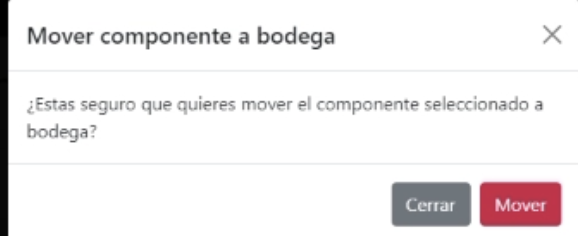 Mover componente a bodega
¿Estas seguro que quieres mover el componente seleccionado a
bodega?
Cerrar
Mover